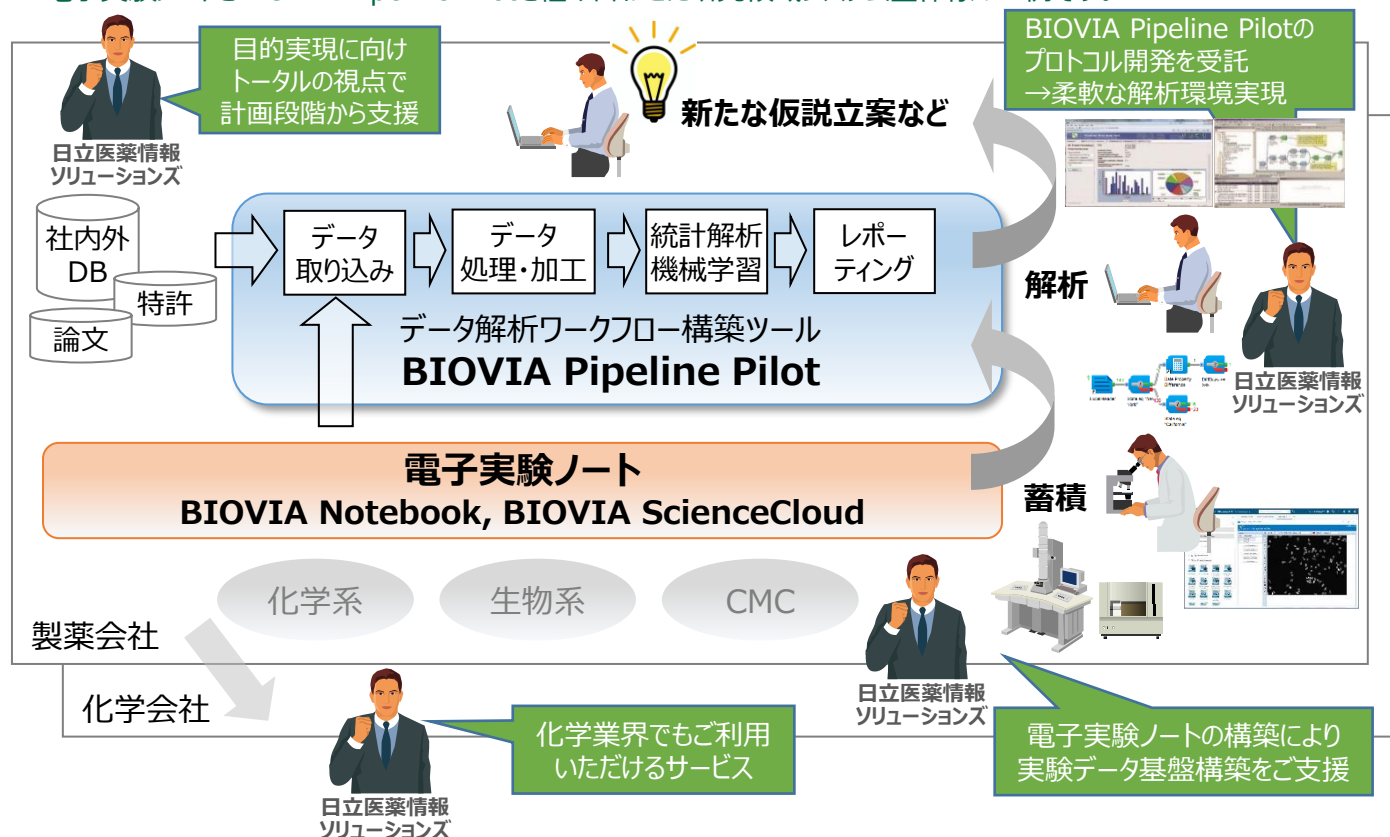 目的実現に向け
トータルの視点で
計画段階から支援
日立医薬情報
ソリューションズ
新たな仮説立案など
BIOVIA Pipeline Pilotの
プロトコル開発を受託
→柔軟な解析環境実現
社内外
DB
特許
論文
データ
取り込み
データ
処理・加工
統計解析
機械学習
レポー
ティング
データ解析ワークフロー構築ツール
BIOVIA Pipeline Pilot
解析
日立医薬情報
ソリューションズ
電子実験ノート
BIOVIA Notebook, BIOVIA ScienceCloud
蓄積
化学系
生物系
CMC
製薬会社
日立医薬情報
ソリューションズ
化学会社
化学業界でもご利用
いただけるサービス
電子実験ノートの構築により
実験データ基盤構築をご支援
日立医薬情報
ソリューションズ